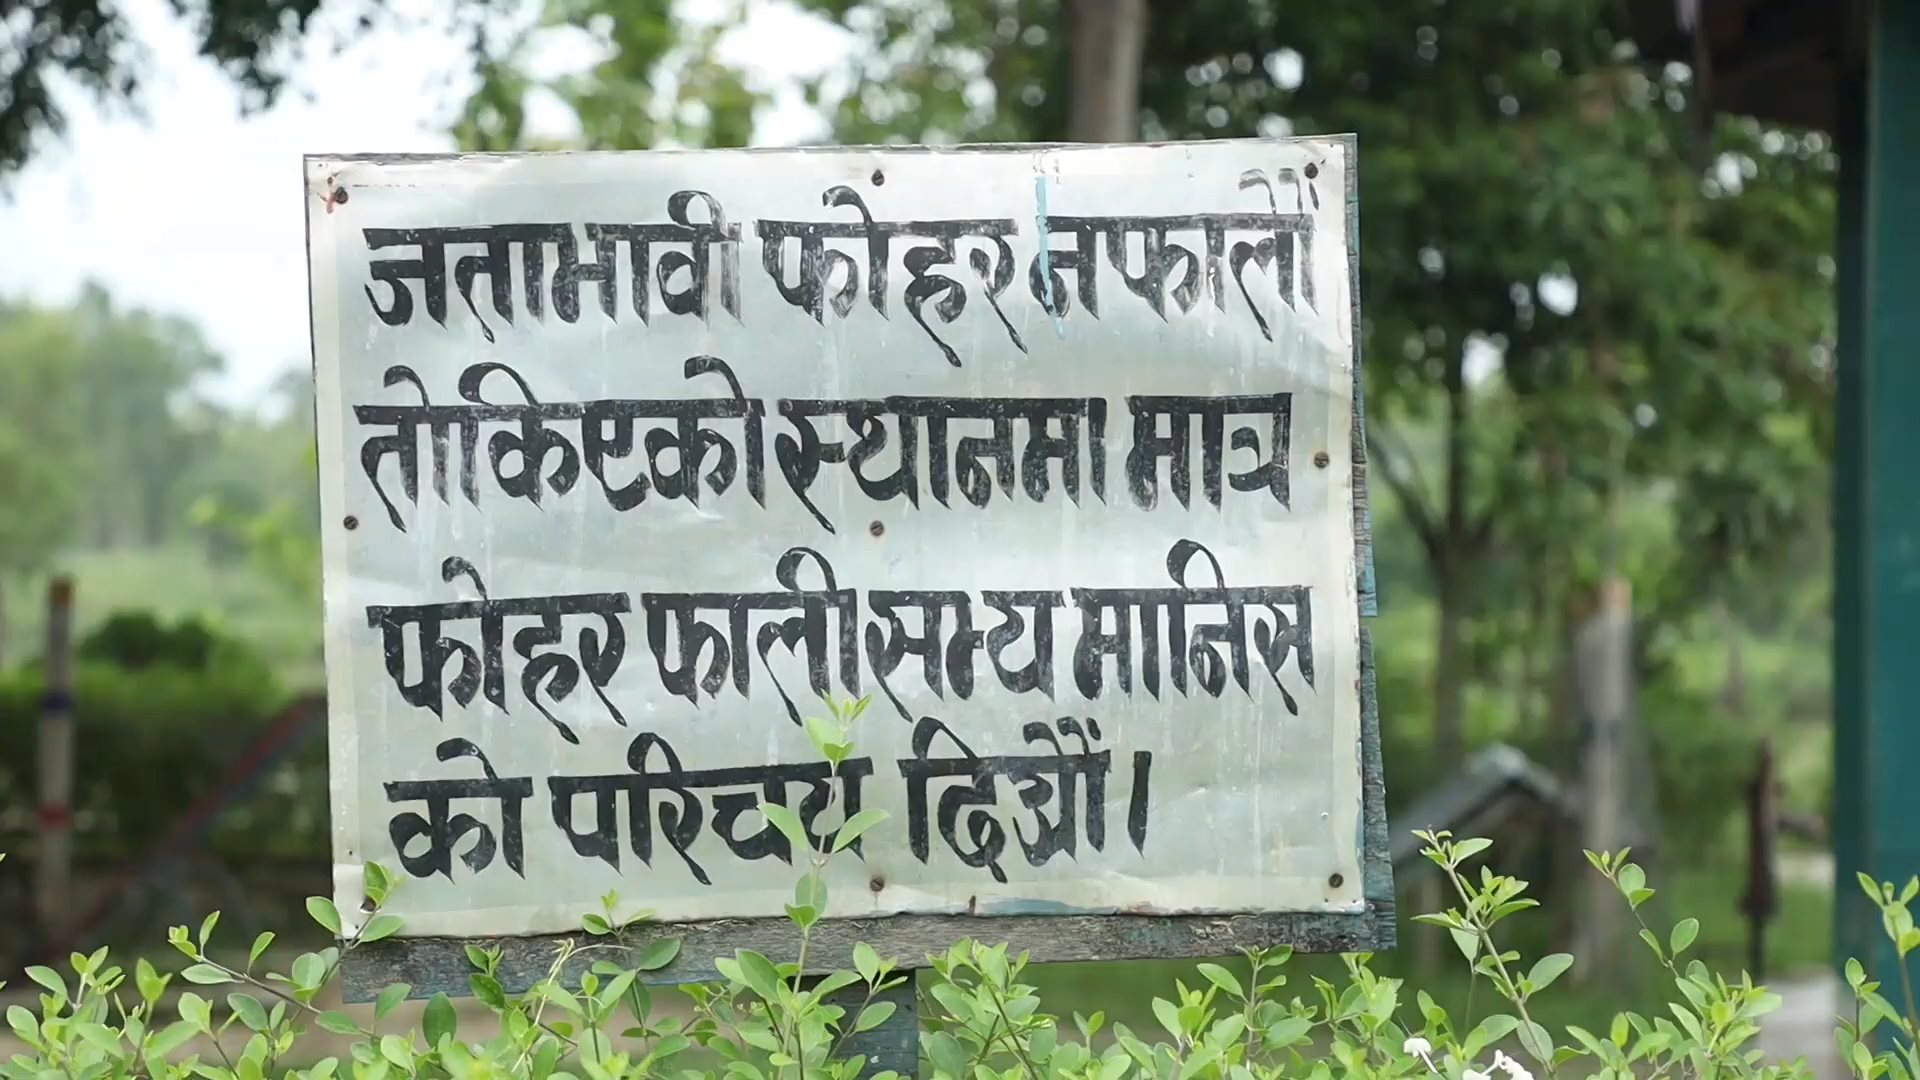 जताभावी फोहर नफालौं
तोकिएको स्थानमा मात्र
फोहर फाली सभ्य मानिस
को परिचय दिऔं।